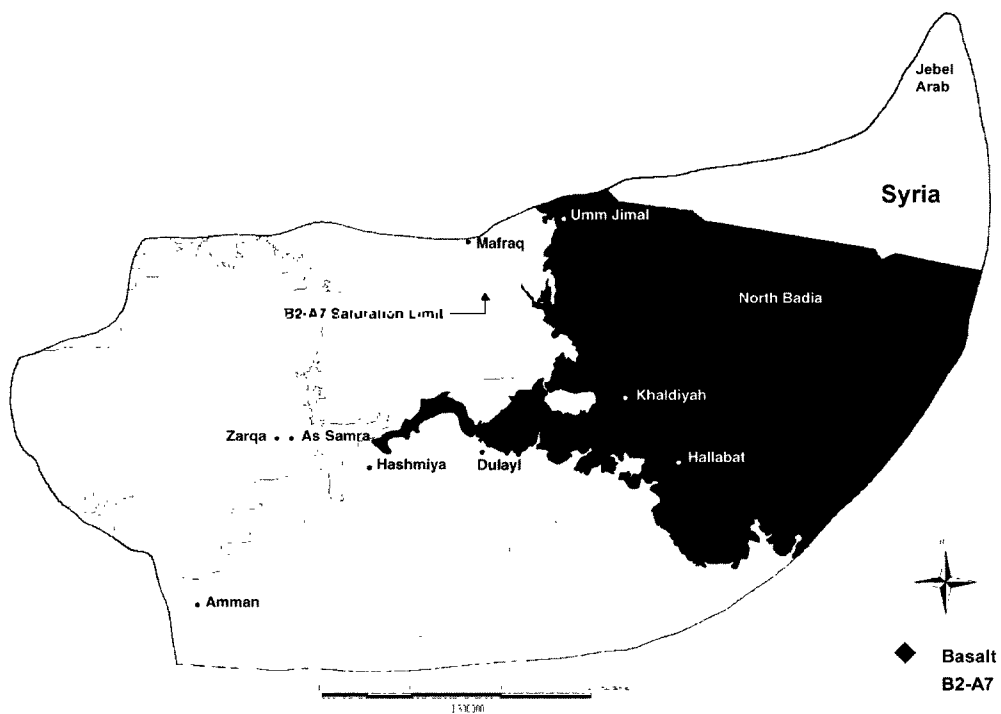 Jebel
Arab
Syria
Umm Jimal
Mafraq
North Badia
B2-A7 Saturation Limit
Khaldiyah
Zarqa
As Samra
Hallabat
Hashmiya
Dulayl
Amman
N
Basalt
B2-A7